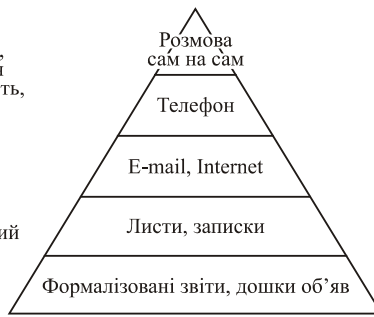 Розмова
сам на сам
Телефон
E-mail, Internet
Листи, записки
Формалізовані звіти, дошки об’яв